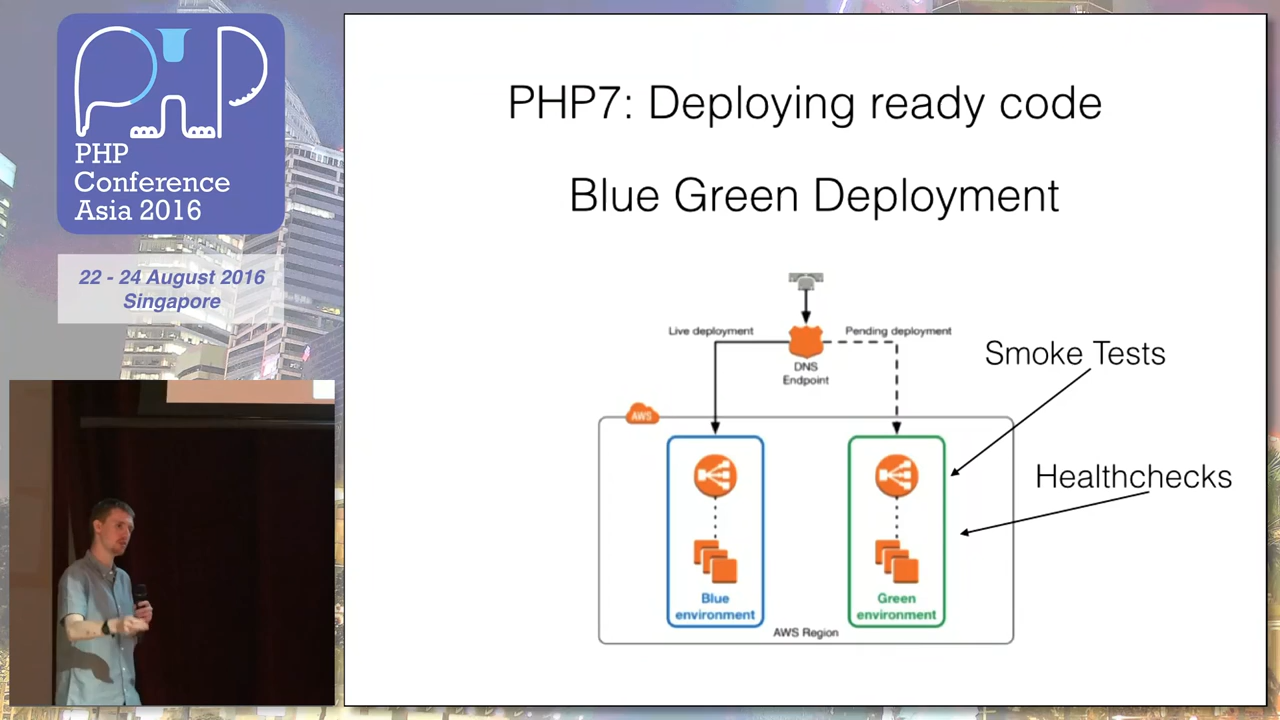 PHP
PHP
Conference
Asia 2016
22 - 24 August 2016
Singapore
PHP7: Deploying ready code
Blue Green Deployment
Live deployment
Pending deployment
DNS
Endpoint
Smoke Tests
AWS
Healthchecks
Blue
environment
Green
environment
AWS Region